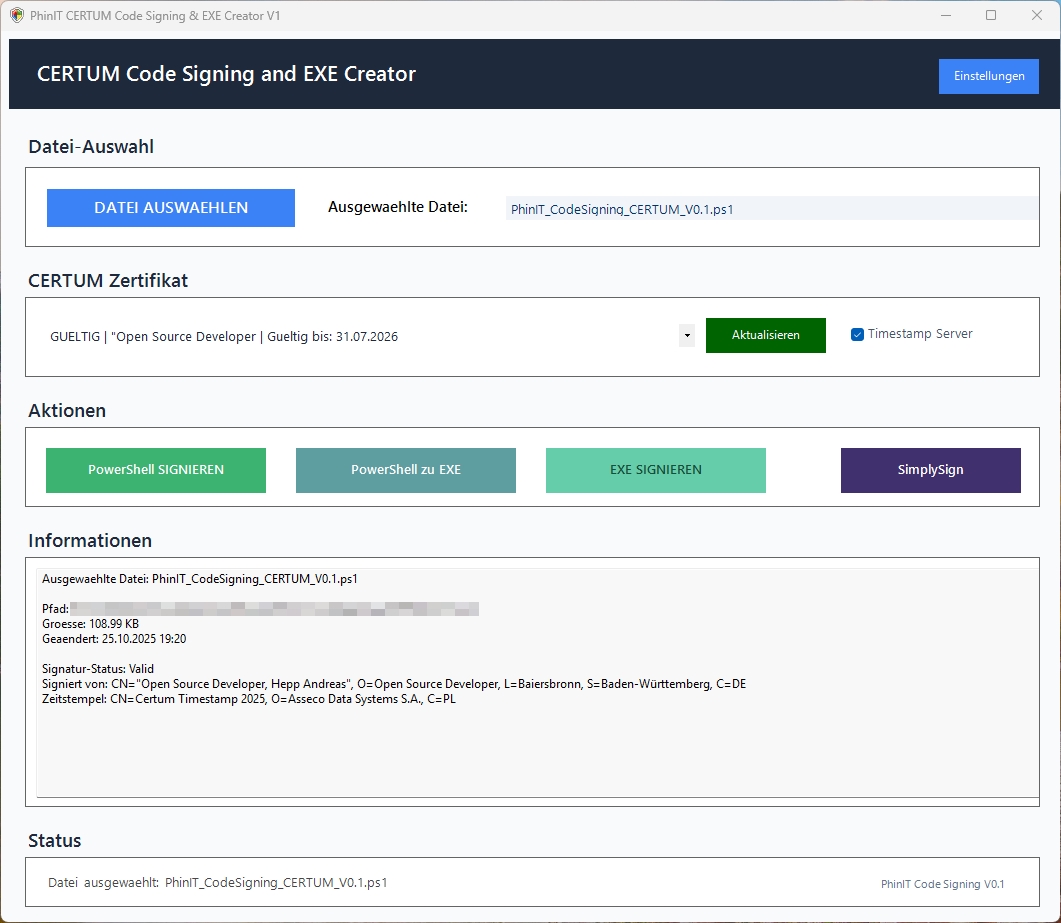 PhinIT CERTUM Code Signing & EXE Creator V1
CERTUM Code Signing and EXE Creator
Einstellungen
Datei-Auswahl
DATEI AUSWAEHLEN
Ausgewaehlte Datei:
PhinIT_CodeSigning_CERTUM_V0.1.ps1
CERTUM Zertifikat
GUELTIG | "Open Source Developer | Gueltig bis: 31.07.2026
Aktualisieren
Timestamp Server
Aktionen
PowerShell SIGNIEREN
PowerShell zu EXE
EXE SIGNIEREN
SimplySign
Informationen
Ausgewaehlte Datei: PhinIT_CodeSigning_CERTUM_V0.1.ps1
Pfad:
Groesse: 108.99 KB
Geaendert: 25.10.2025 19:20
Signatur-Status: Valid
Signiert von: CN="Open Source Developer, Hepp Andreas", O=Open Source Developer, L=Baiersbronn, S=Baden-Württemberg, C=DE
Zeitstempel: CN=Certum Timestamp 2025, O=Asseco Data Systems S.A., C=PL
Status
Datei ausgewaehlt: PhinIT_CodeSigning_CERTUM_V0.1.ps1
PhinIT Code Signing V0.1